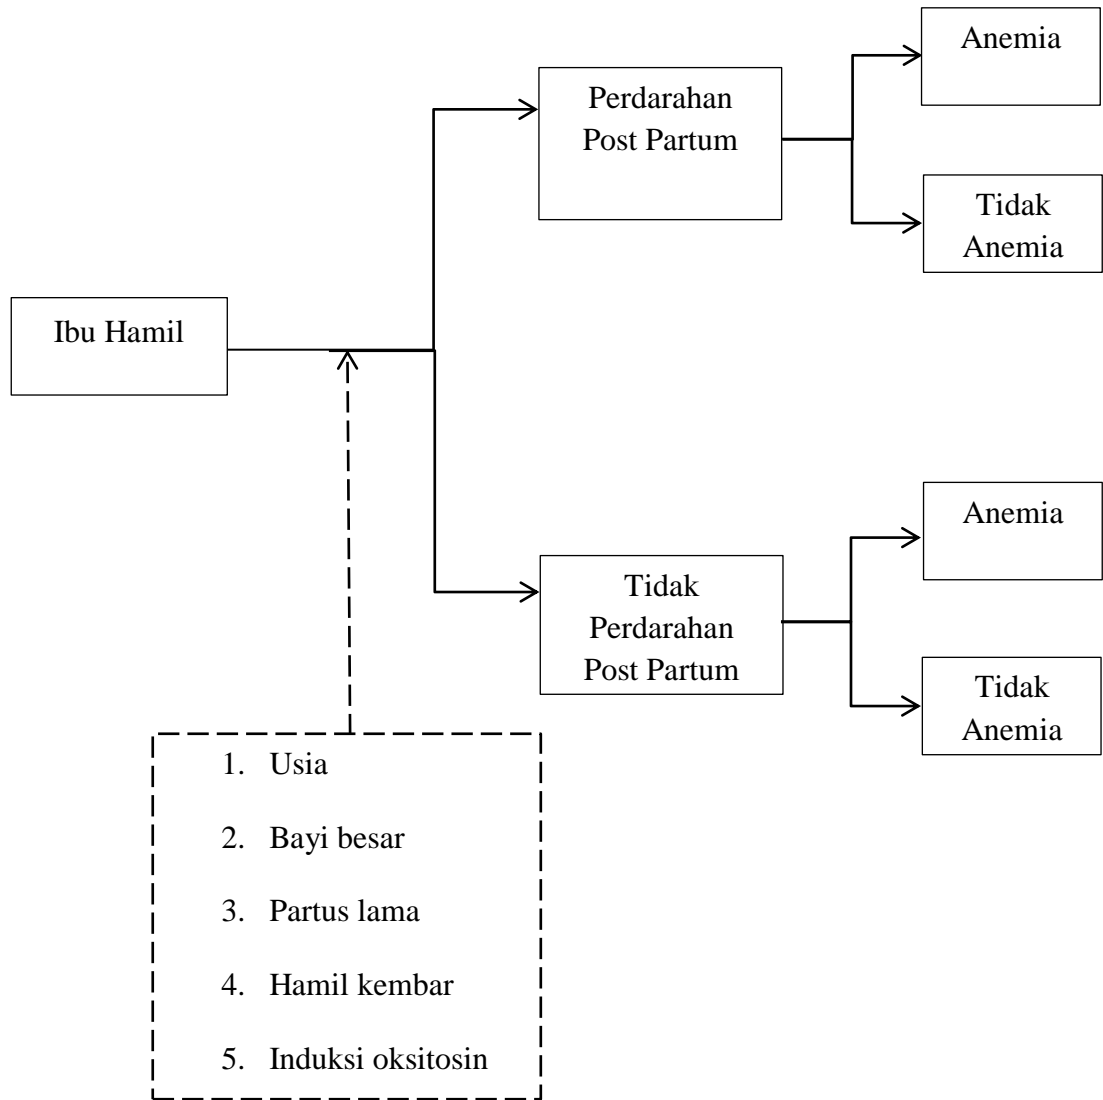 Anemia
Perdarahan
Post Partum
Tidak
Anemia
Ibu Hamil
Anemia
Tidak
Perdarahan
Post Partum
Tidak
Anemia
1. Usia
2. Bayi besar
3. Partus lama
4. Hamil kembar
5. Induksi oksitosin